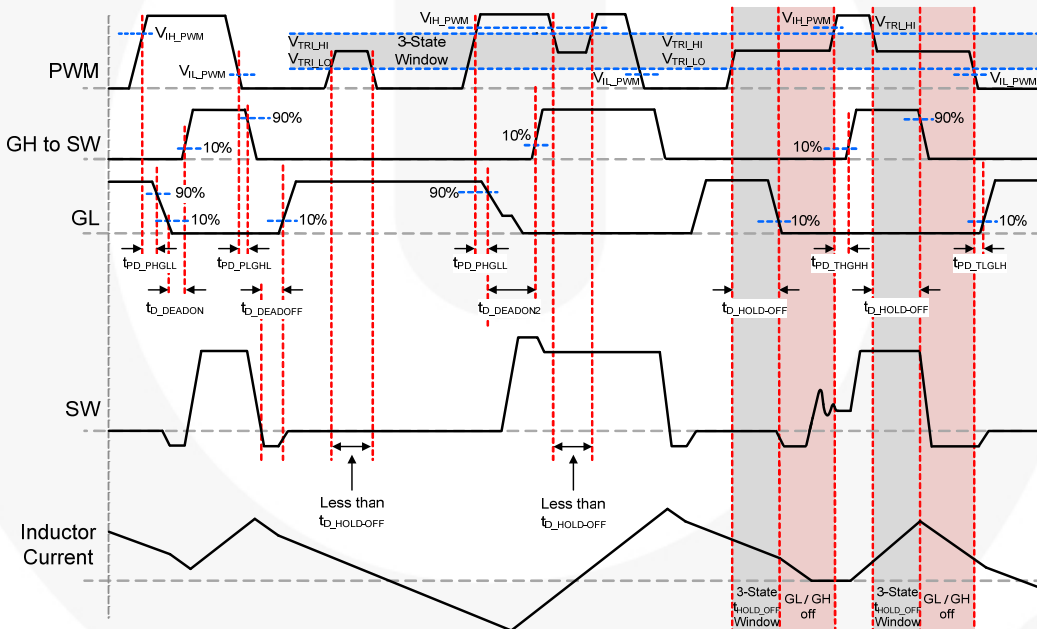 VIH_PWM
VIL_PWM
VTRI_HI
VTRI_LO
3-State
Window
VIH_PWM
VIL_PWM
VTRI_HI
VTRI_LO
VIH_PWM
VTRI_HI
VIL_PWM
PWM
90%
10%
10%
10%
90%
GH to SW
90%
10%
10%
90%
10%
10%
GL
tPD_PHGLL
tPD_PLGHL
tPD_PHGLL
tPD_THGHH
tPD_TLGLH
tD_DEADON
tD_DEADOFF
tD_DEADON2
tD_HOLD-OFF
tD_HOLD-OFF
SW
Less than
tD_HOLD-OFF
Less than
tD_HOLD-OFF
Inductor
Current
3-State
tHOLD_OFF
Window
GL / GH
off
3-State
tHOLD_OFF
Window
GL / GH
off